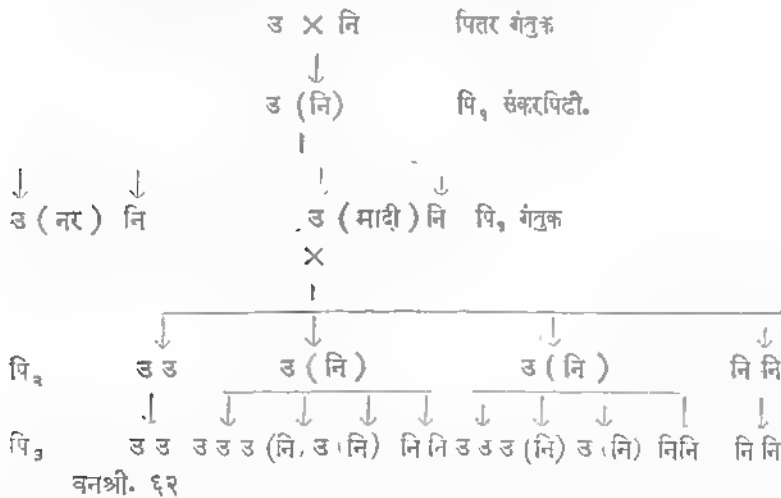 उ × नि पितर गंतुक
उ (नि) पि₁ संकरपिढी.
उ (नर) नि उ (मादी) नि पि₁ गंतुक
×
पि₂ उ उ उ (नि) उ (नि) नि नि
पि₃ उ उ उ उ उ (नि) उ (नि) नि नि उ उ उ (नि) उ (नि) निनि नि नि
वनश्री. ६२